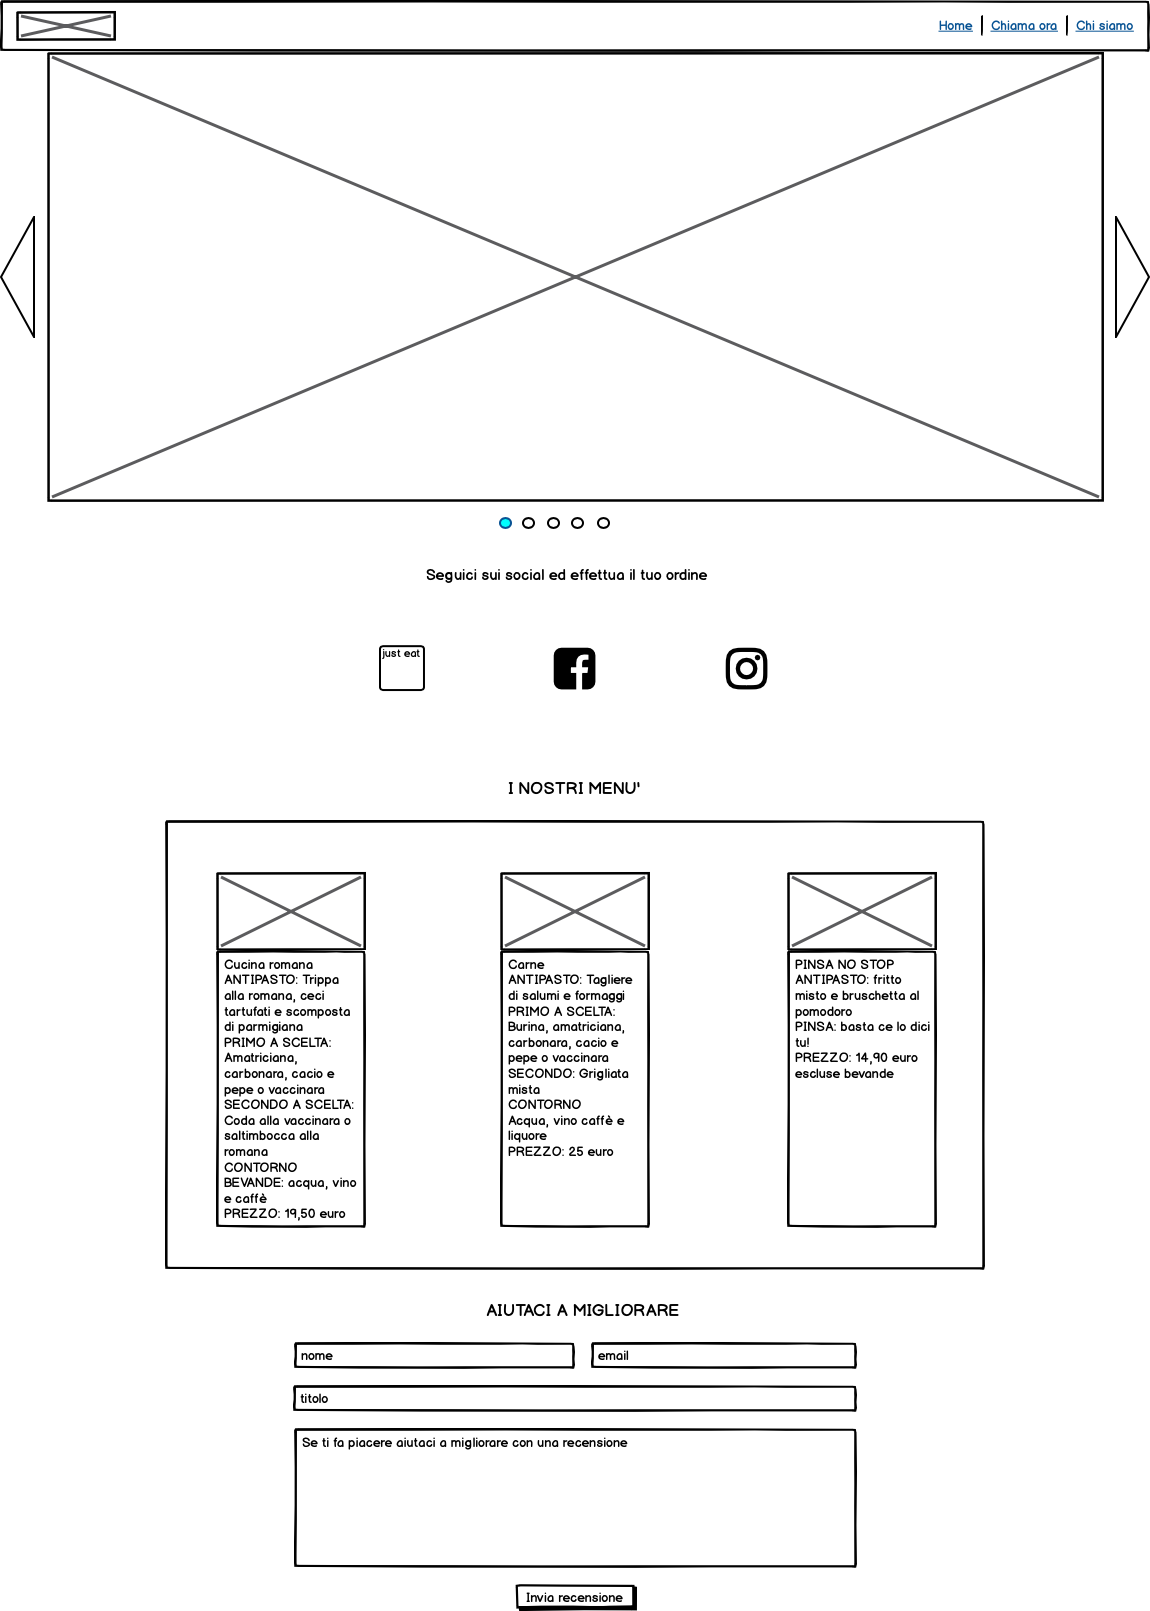 Home Chiama ora Chi siamo
Seguici sui social ed effettua il tuo ordine
just eat
I NOSTRI MENU'
Cucina romana
ANTIPASTO: Trippa
alla romana, ceci
tartufati e scomposta
di parmigiana
PRIMO A SCELTA:
Amatriciana,
carbonara, cacio e
pepe o vaccinara
SECONDO A SCELTA:
Coda alla vaccinara o
saltimbocca alla
romana
CONTORNO
BEVANDE: acqua, vino
e caffè
PREZZO: 19,50 euro
Carne
ANTIPASTO: Tagliere
di salumi e formaggi
PRIMO A SCELTA:
Burina, amatriciana,
carbonara, cacio e
pepe o vaccinara
SECONDO: Grigliata
mista
CONTORNO
Acqua, vino caffè e
liquore
PREZZO: 25 euro
PINSA NO STOP
ANTIPASTO: fritto
misto e bruschetta al
pomodoro
PINSA: basta ce lo dici
tu!
PREZZO: 14,90 euro
escluse bevande
AIUTACI A MIGLIORARE
nome
email
titolo
Se ti fa piacere aiutaci a migliorare con una recensione
Invia recensione